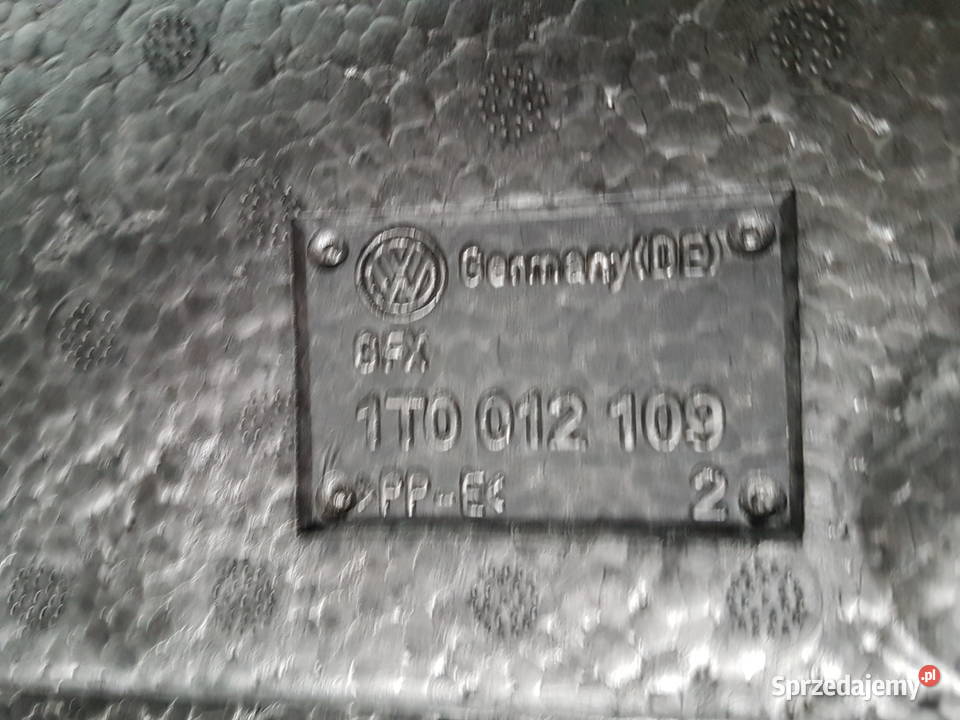 Germany(DE)
GFX
1T0 012 109
>PP-E<
2
Sprzedajemy.pl